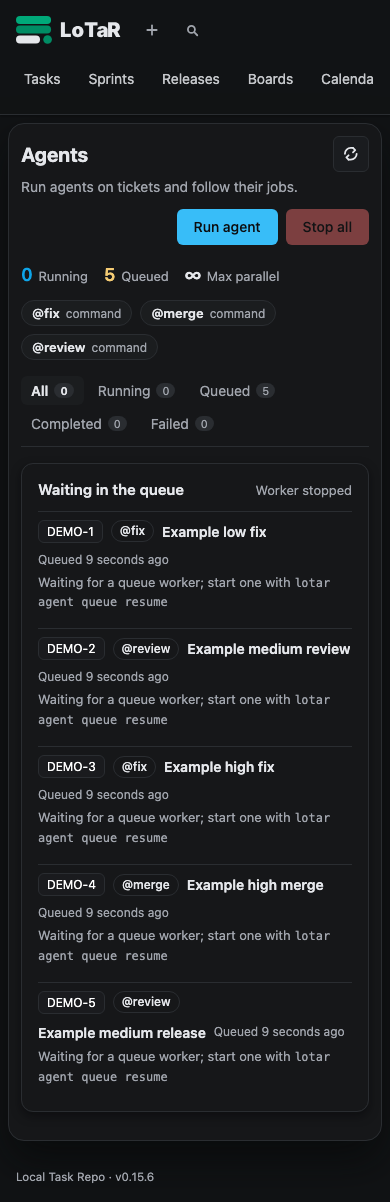 LoTaR
Tasks Sprints Releases Boards Calenda
Agents
Run agents on tickets and follow their jobs.
Run agent Stop all
0 Running 5 Queued ∞ Max parallel
@fix command @merge command
@review command
All 0 Running 0 Queued 5
Completed 0 Failed 0
Waiting in the queue Worker stopped
DEMO-1 @fix Example low fix
Queued 9 seconds ago
Waiting for a queue worker; start one with lotar
agent queue resume
DEMO-2 @review Example medium review
Queued 9 seconds ago
Waiting for a queue worker; start one with lotar
agent queue resume
DEMO-3 @fix Example high fix
Queued 9 seconds ago
Waiting for a queue worker; start one with lotar
agent queue resume
DEMO-4 @merge Example high merge
Queued 9 seconds ago
Waiting for a queue worker; start one with lotar
agent queue resume
DEMO-5 @review
Example medium release Queued 9 seconds ago
Waiting for a queue worker; start one with lotar
agent queue resume
Local Task Repo · v0.15.6